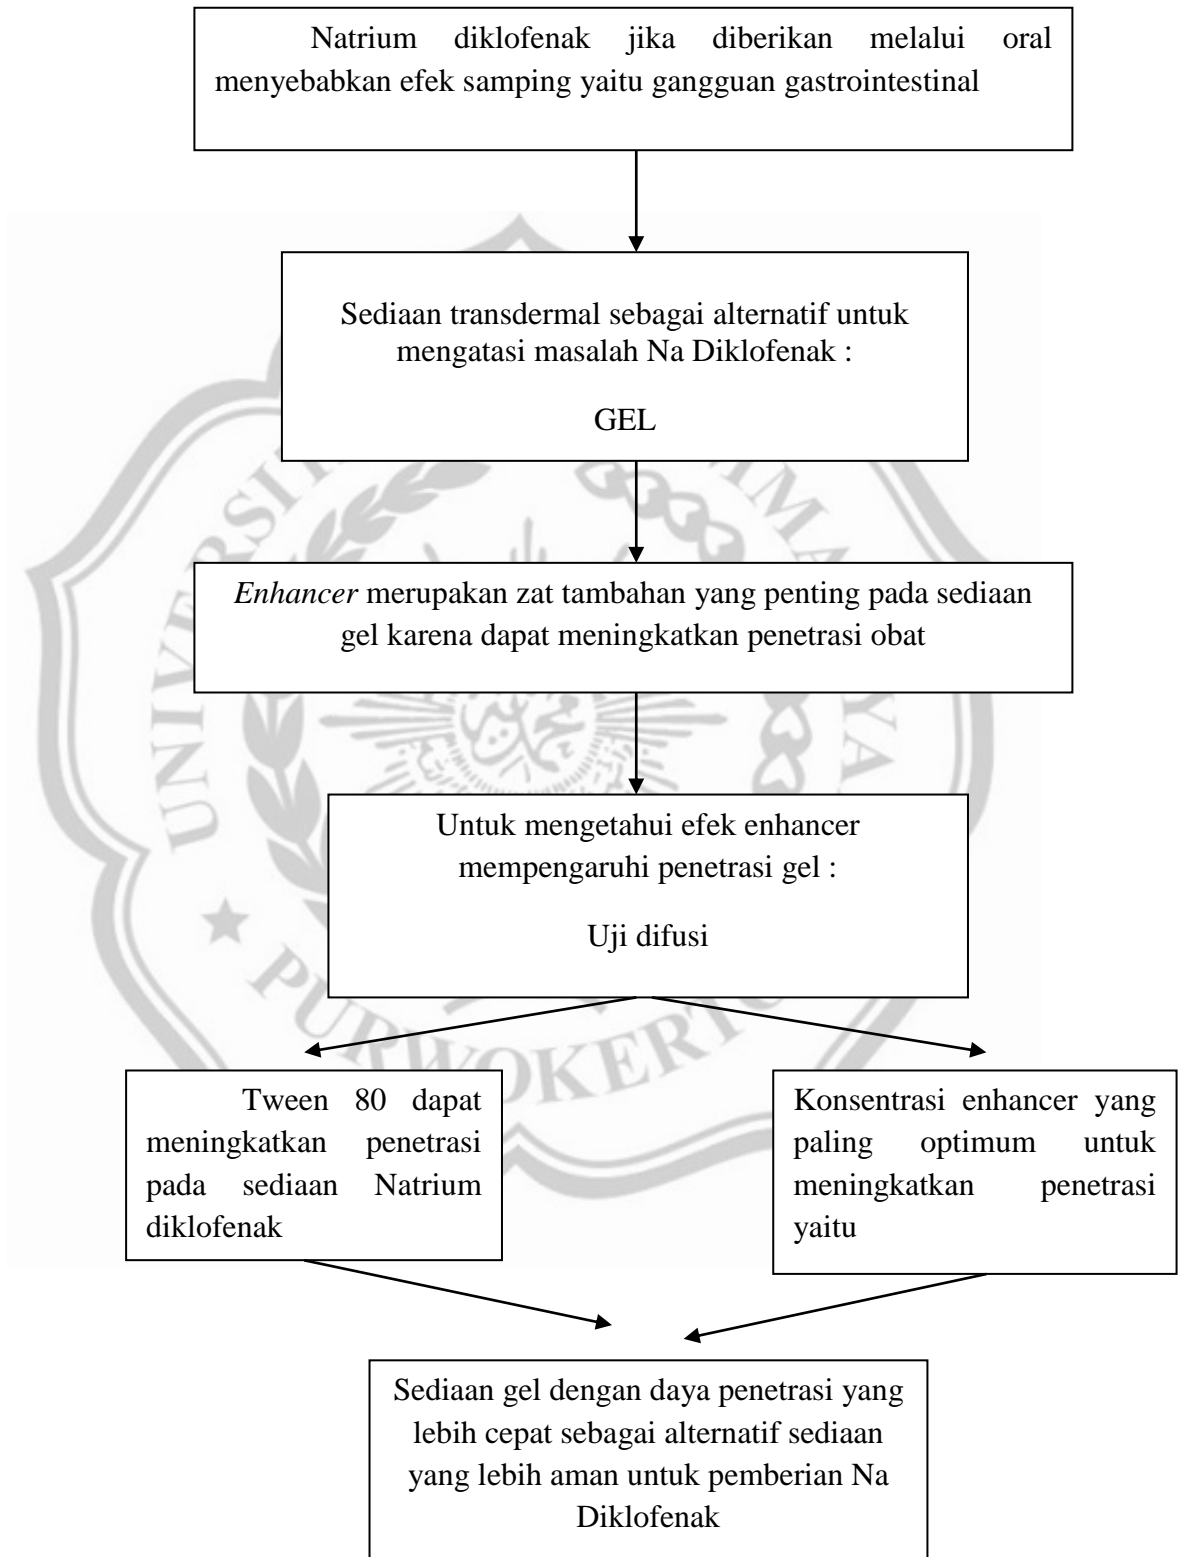 Natrium diklofenak jika diberikan melalui oral
menyebabkan efek samping yaitu gangguan gastrointestinal
Sediaan transdermal sebagai alternatif untuk
mengatasi masalah Na Diklofenak :
GEL
Enhancer merupakan zat tambahan yang penting pada sediaan
gel karena dapat meningkatkan penetrasi obat
Untuk mengetahui efek enhancer
mempengaruhi penetrasi gel :
Uji difusi
Tween 80 dapat
meningkatkan penetrasi
pada sediaan Natrium
diklofenak
Konsentrasi enhancer yang
paling optimum untuk
meningkatkan penetrasi
yaitu
Sediaan gel dengan daya penetrasi yang
lebih cepat sebagai alternatif sediaan
yang lebih aman untuk pemberian Na
Diklofenak